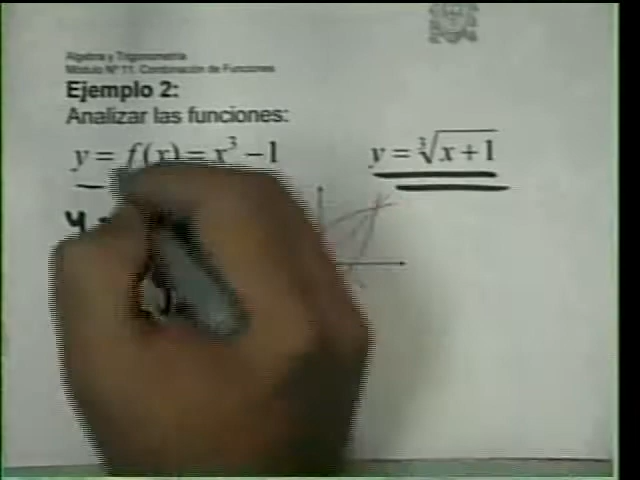 Algebra y Trigonometría
Módulo Nº 11. Combinación de Funciones
Ejemplo 2:
Analizar las funciones:
y = f(x) = x³ − 1
y = ∛(x + 1)
y =